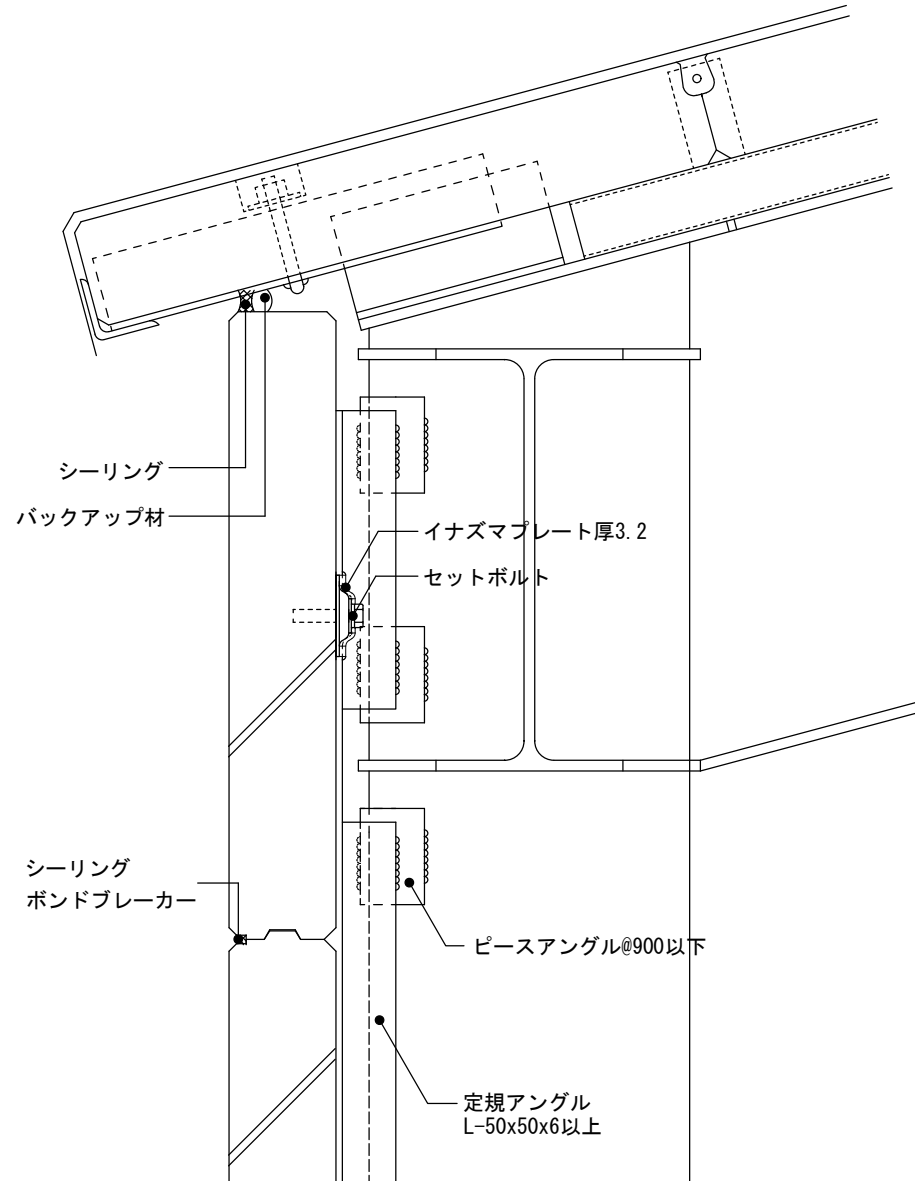 シーリング
バックアップ材
イナズマプレート厚3.2
セットボルト
シーリング
ボンドブレーカー
ピースアングル@900以下
定規アングル
L-50x50x6以上